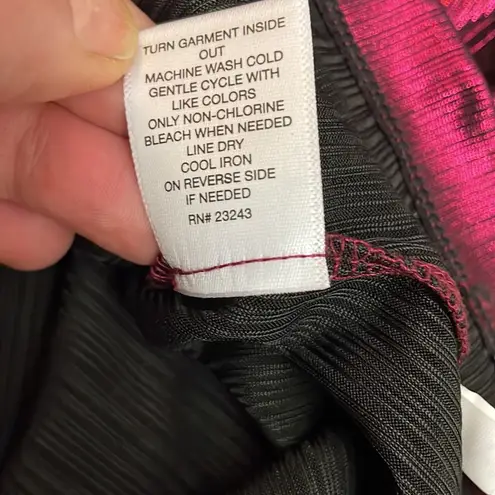 TURN GARMENT INSIDE
OUT
MACHINE WASH COLD
GENTLE CYCLE WITH
LIKE COLORS
ONLY NON-CHLORINE
BLEACH WHEN NEEDED
LINE DRY
COOL IRON
ON REVERSE SIDE
IF NEEDED
RN# 23243